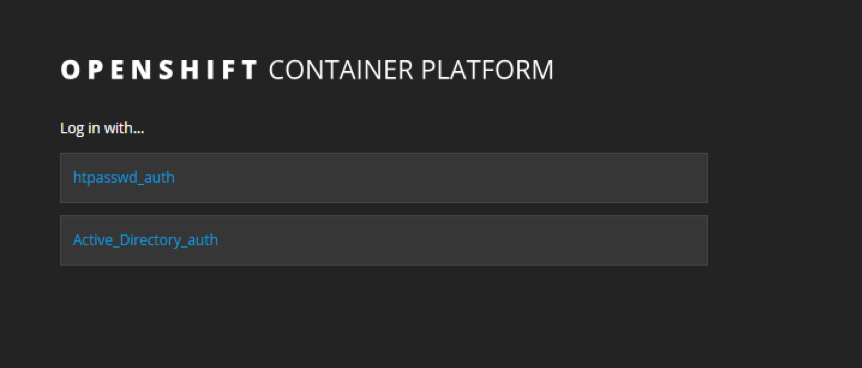 OPENSHIFT CONTAINER PLATFORM
Log in with...
htpasswd_auth
Active_Directory_auth